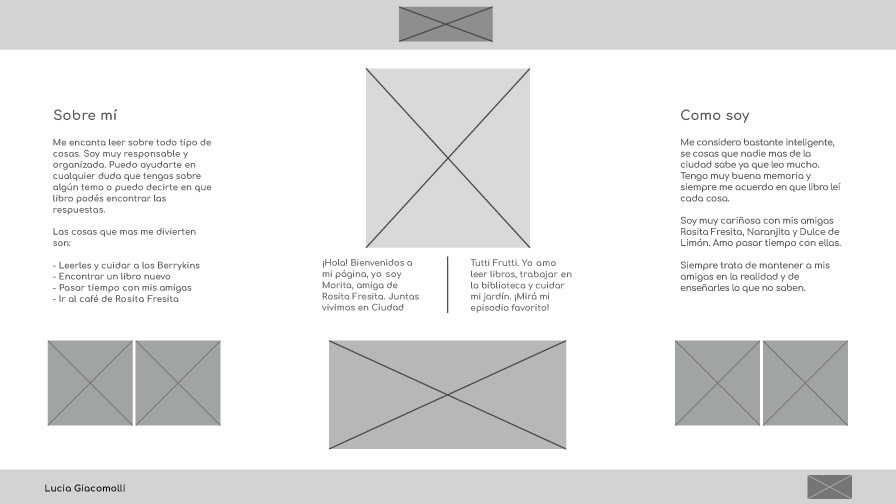 Sobre mí
Me encanta leer sobre todo tipo de
cosas. Soy muy responsable y
organizada. Puedo ayudarte en
cualquier duda que tengas sobre
algún tema o puedo decirte en que
libro podés encontrar las
respuestas.
Las cosas que mas me divierten
son:
- Leerles y cuidar a los Berrykins
- Encontrar un libro nuevo
- Pasar tiempo con mis amigas
- Ir al café de Rosita Fresita
¡Hola! Bienvenidos a
mi página, yo soy
Morita, amiga de
Rosita Fresita. Juntas
vivimos en Ciudad
Tutti Frutti. Yo amo
leer libros, trabajar en
la biblioteca y cuidar
mi jardín. ¡Mirá mi
episodio favorito!
Como soy
Me considero bastante inteligente,
se cosas que nadie mas de la
ciudad sabe ya que leo mucho.
Tengo muy buena memoria y
siempre me acuerdo en que libro leí
cada cosa.
Soy muy cariñosa con mis amigas
Rosita Fresita, Naranjita y Dulce de
Limón. Amo pasar tiempo con ellas.
Siempre trata de mantener a mis
amigas en la realidad y de
enseñarles lo que no saben.
Lucia Giacomolli